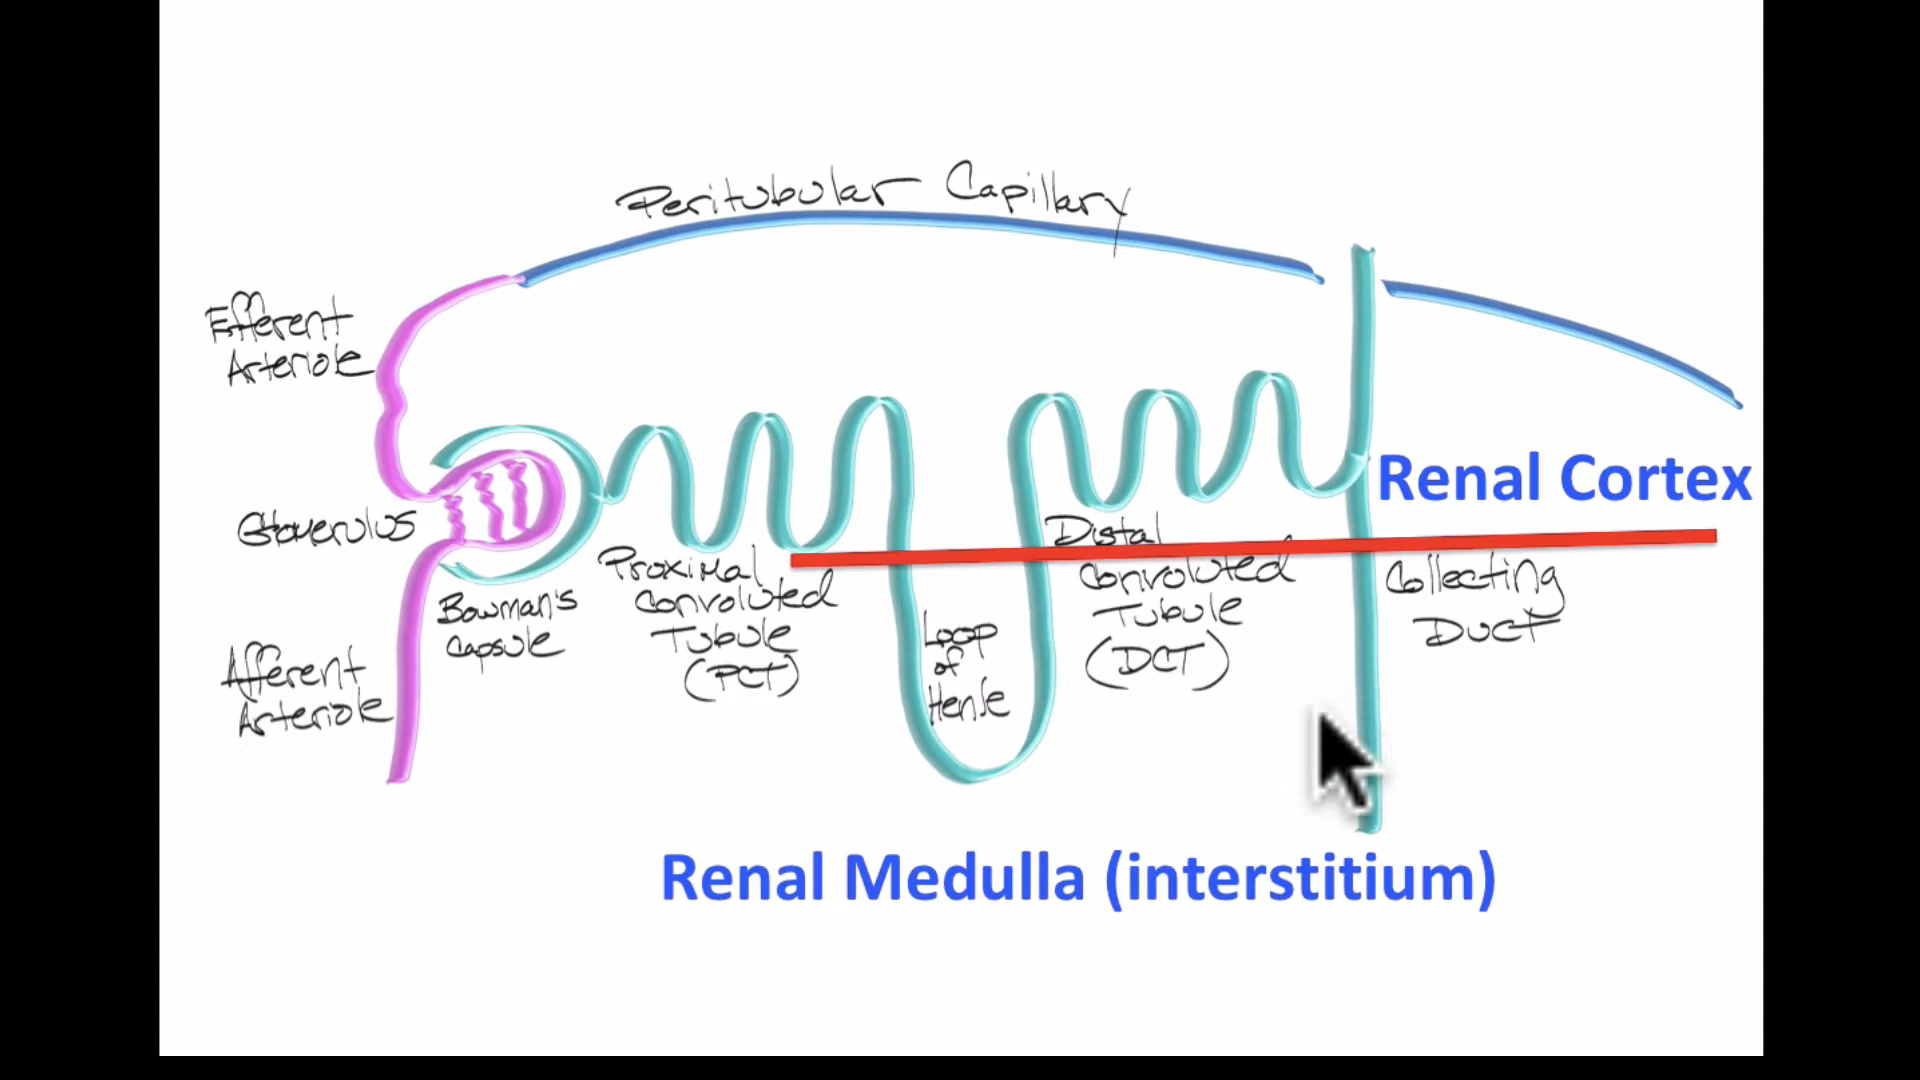 Peritubular Capillary
Efferent
Arteriole
Renal Cortex
Glomerulus
Distal
Convoluted
Tubule
(DCT)
Proximal
Convoluted
Tubule
(PCT)
Collecting
Duct
Bowman's
Capsule
Loop
of
Henle
Afferent
Arteriole
Renal Medulla (interstitium)